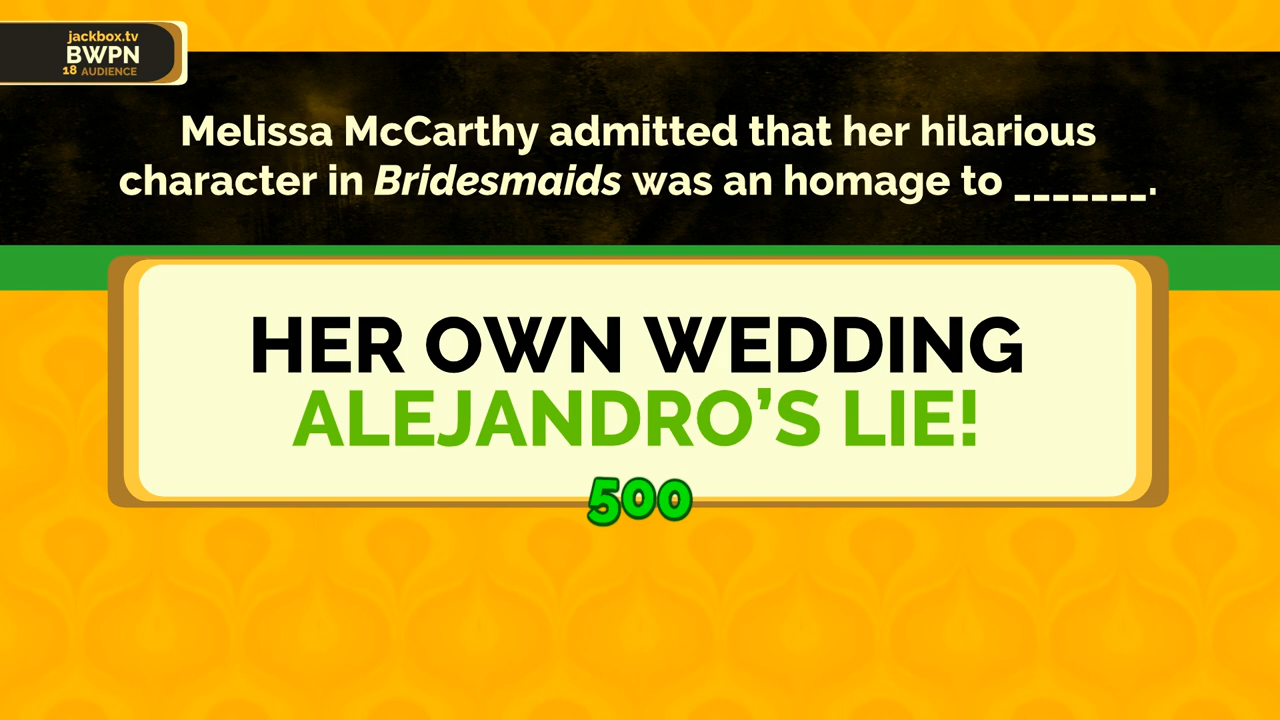 jackbox.tv
BWPN
18 AUDIENCE
Melissa McCarthy admitted that her hilarious
character in Bridesmaids was an homage to _______.
HER OWN WEDDING
ALEJANDRO'S LIE!
500